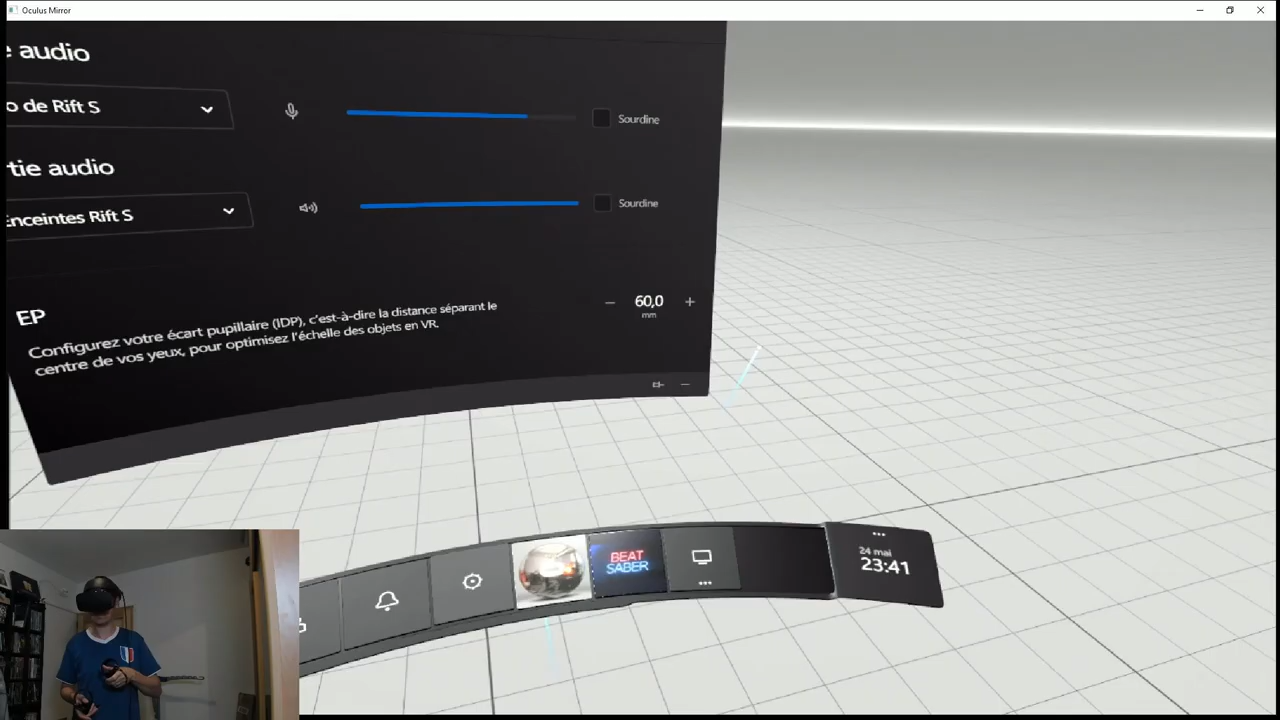 Oculus Mirror
e audio
o de Rift S
Sourdine
tie audio
Enceintes Rift S
Sourdine
EP
Configurez votre écart pupillaire (IDP), c'est-à-dire la distance séparant le
centre de vos yeux, pour optimisez l'échelle des objets en VR.
60,0
mm
BEAT
SABER
24 mai
23:41